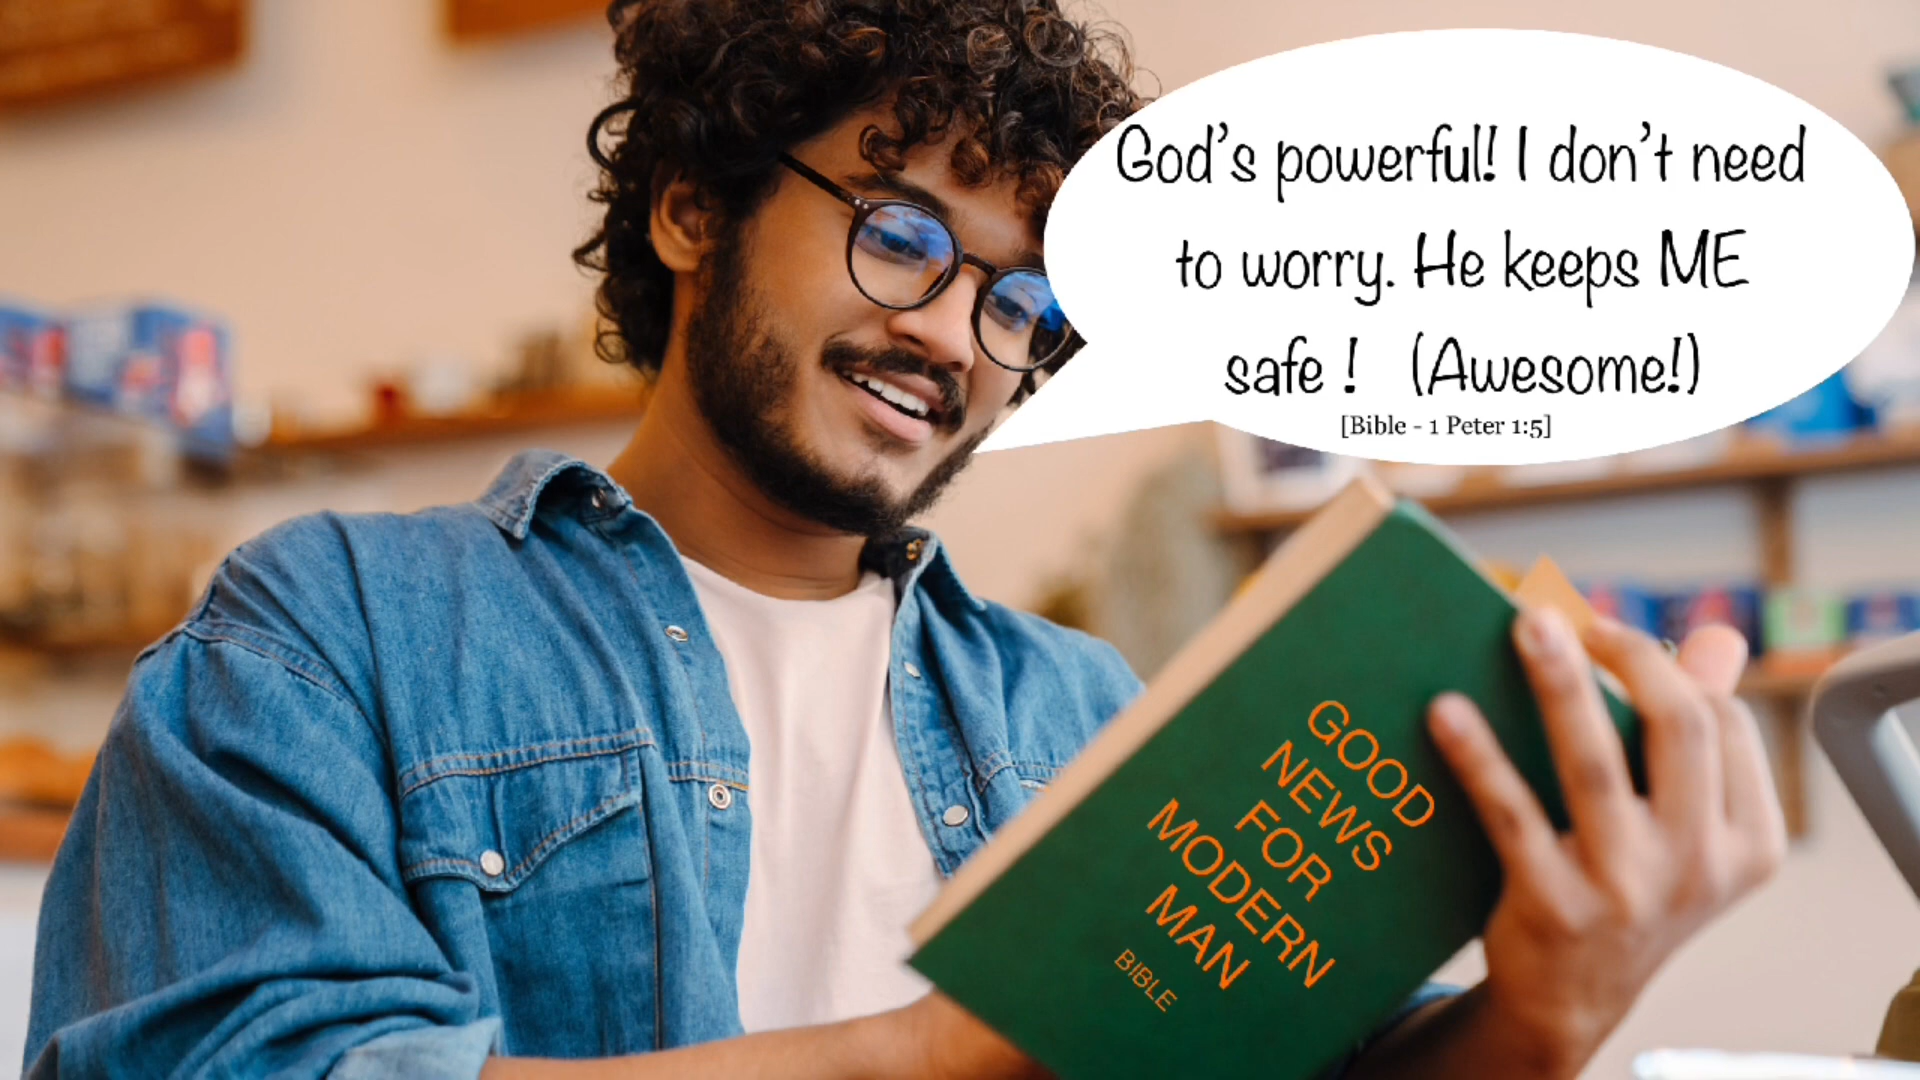 God's powerful! I don't need
to worry. He keeps ME
safe ! (Awesome!)
[Bible - 1 Peter 1:5]
GOOD
NEWS
FOR
MODERN
MAN
BIBLE